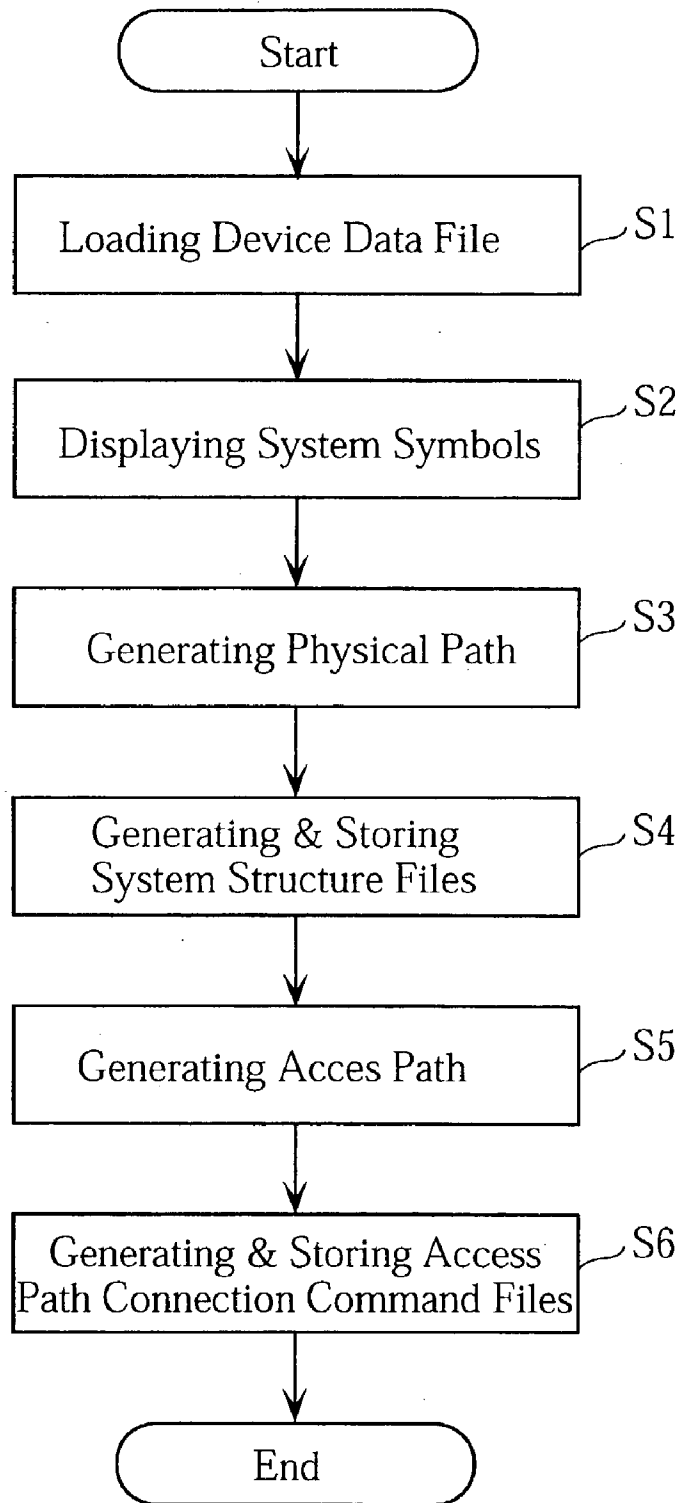 Start
Loading Device Data File
S1
Displaying System Symbols
S2
Generating Physical Path
S3
Generating & Storing
System Structure Files
S4
Generating Acces Path
S5
Generating & Storing Access
Path Connection Command Files
S6
End